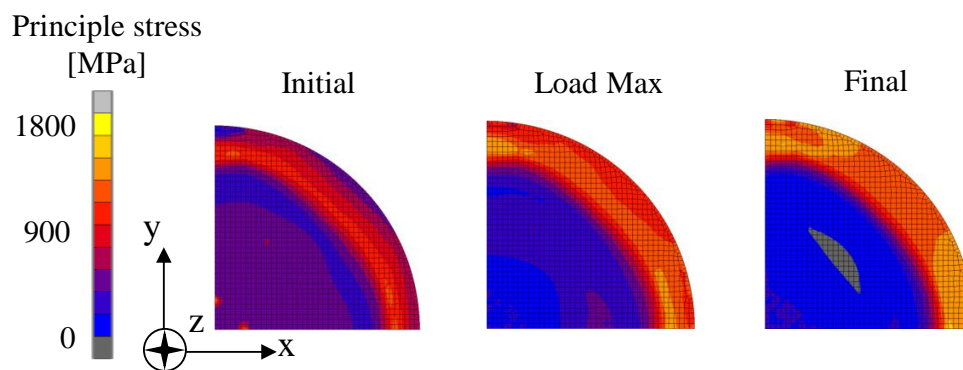 Principle stress
[MPa]
Initial
Load Max
Final
1800
900
0
y
z
x